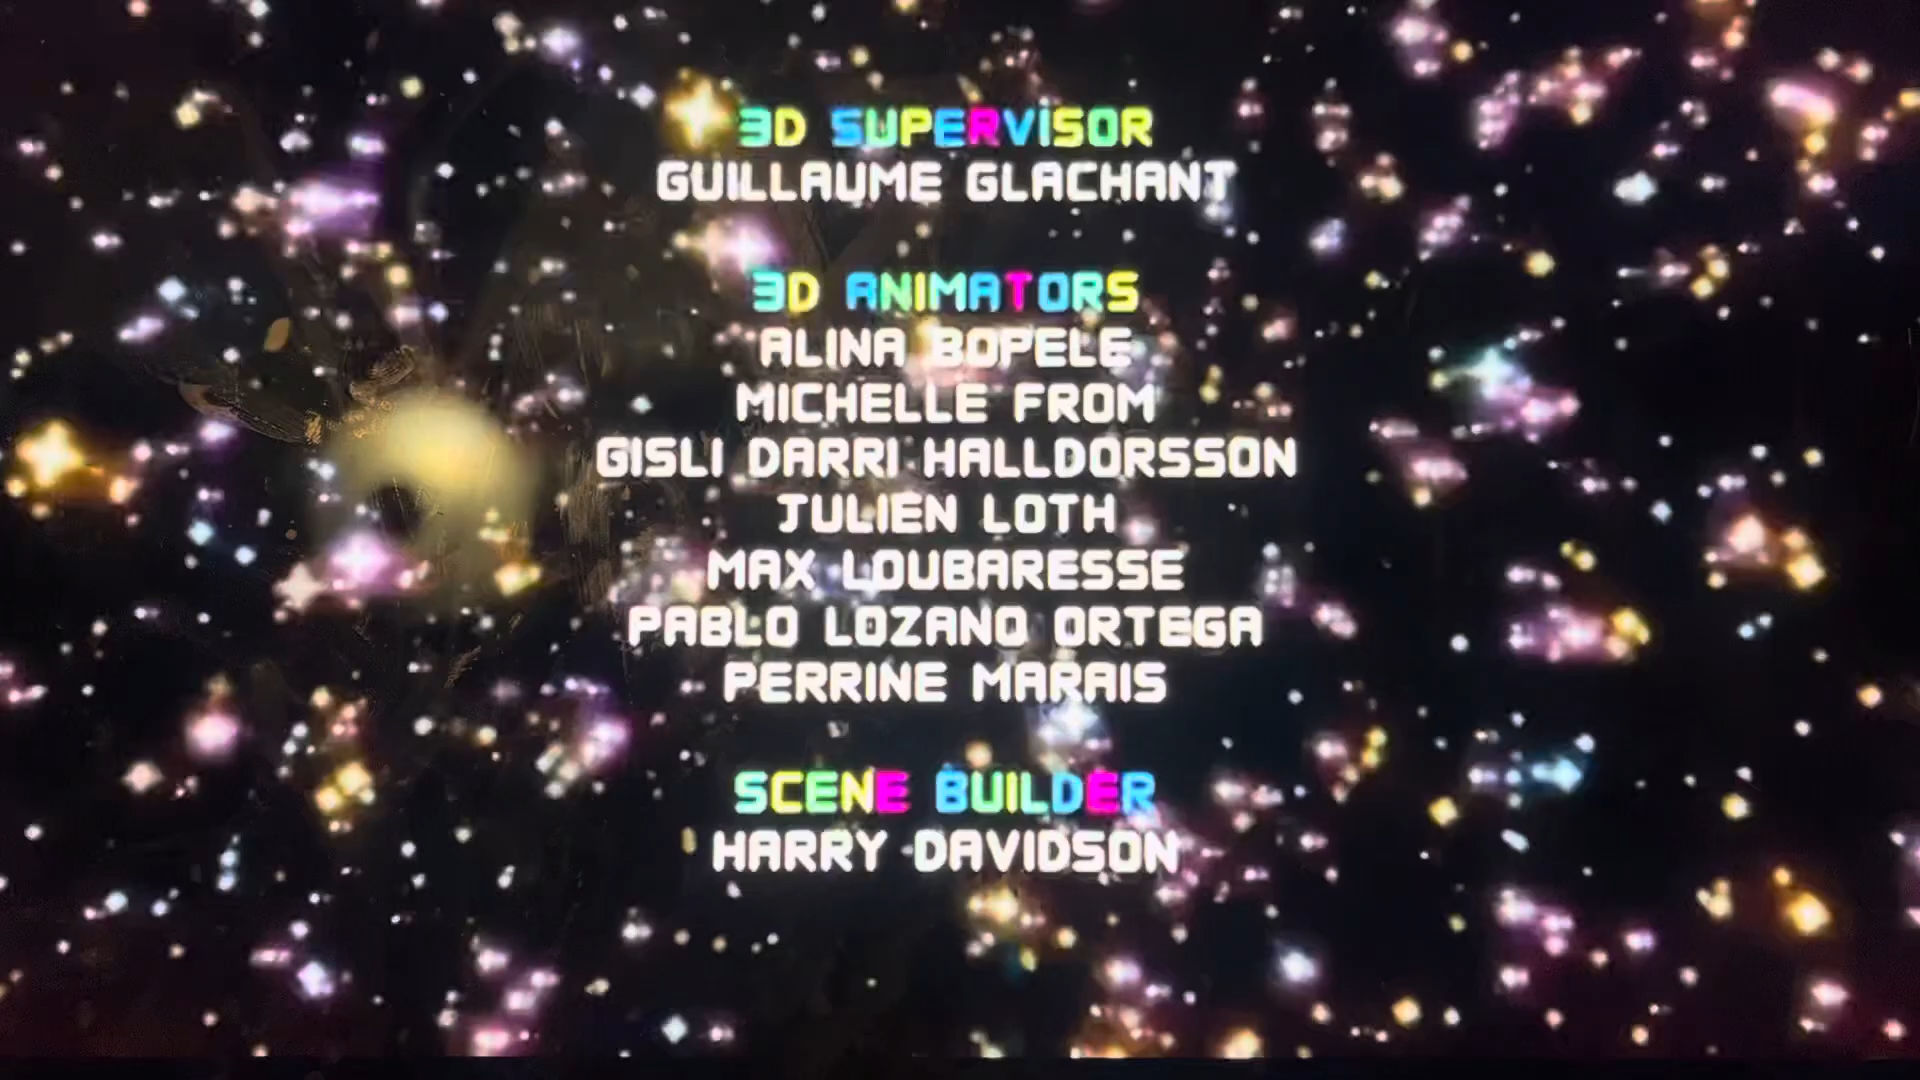 3D SUPERVISOR
GUILLAUME GLACHANT
3D ANIMATORS
ALINA BOPELE
MICHELLE FROM
GISLI DARRI HALLDORSSON
JULIEN LOTH
MAX LOUBARESSE
PABLO LOZANO ORTEGA
PERRINE MARAIS
SCENE BUILDER
HARRY DAVIDSON